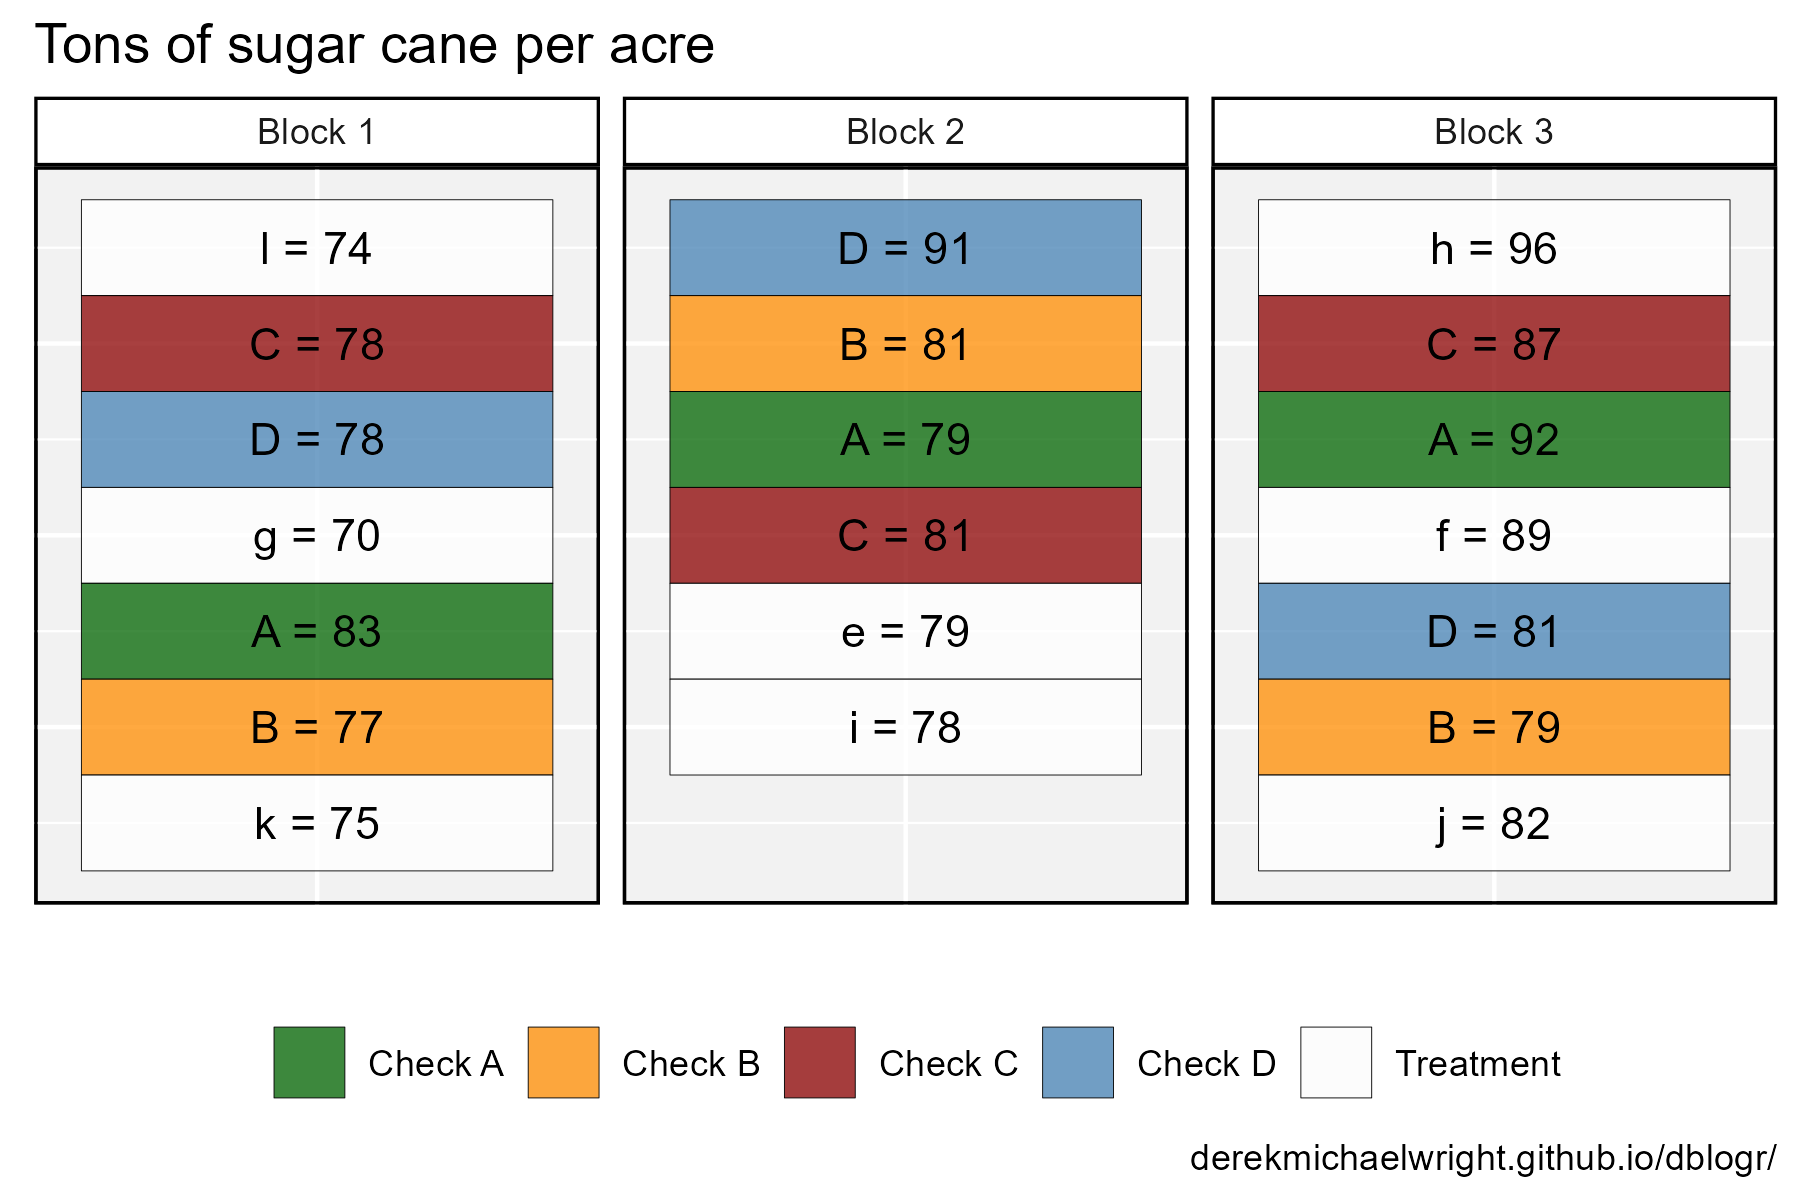 Tons of sugar cane per acre
Block 1
l = 74
C = 78
D = 78
g = 70
A = 83
B = 77
k = 75
Block 2
D = 91
B = 81
A = 79
C = 81
e = 79
i = 78
Block 3
h = 96
C = 87
A = 92
f = 89
D = 81
B = 79
j = 82
Check A
Check B
Check C
Check D
Treatment
derekmichaelwright.github.io/dblogr/